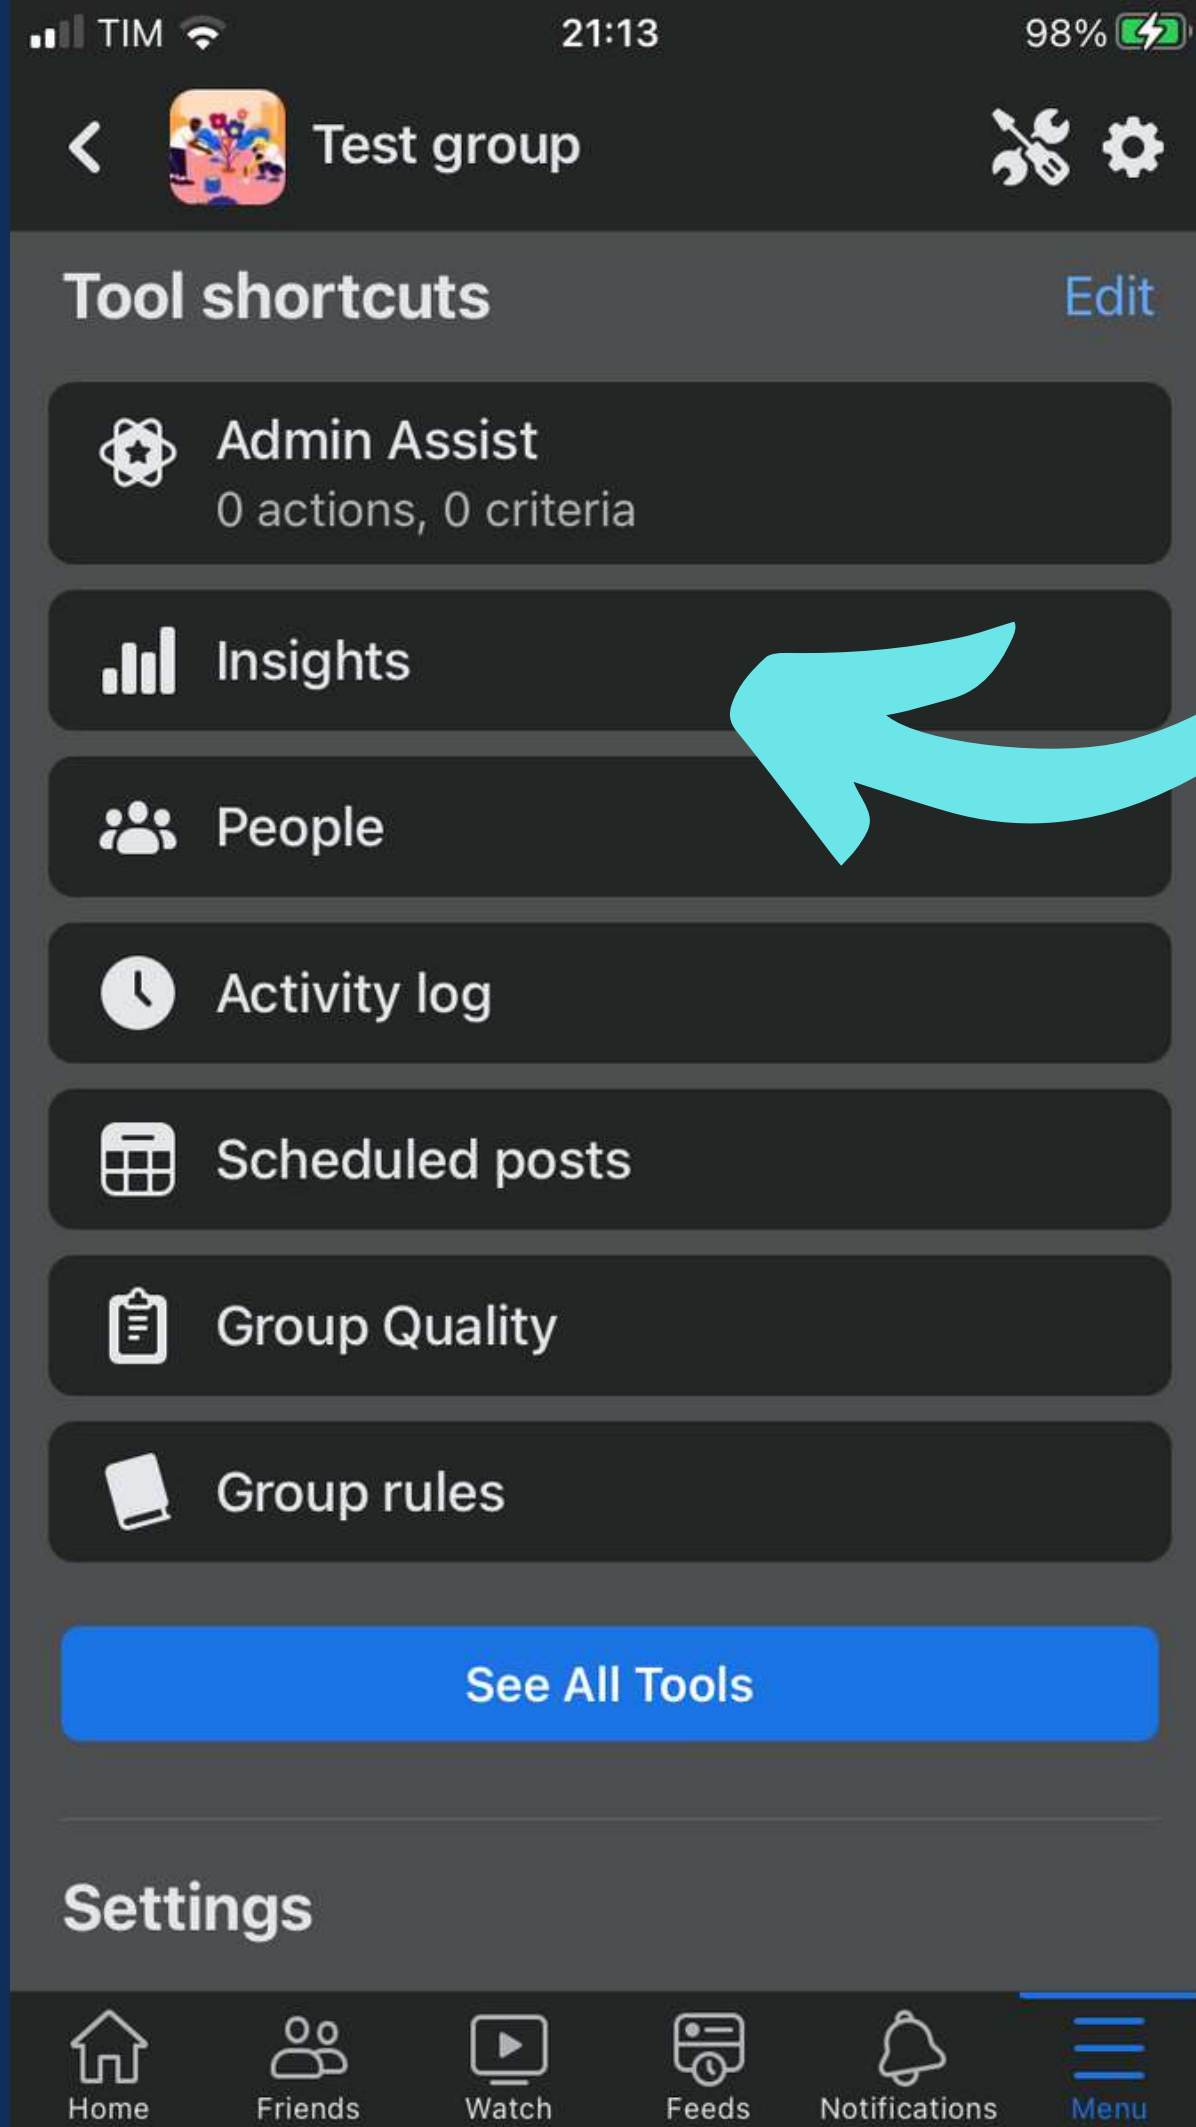 TIM 21:13 98%
Test group
Tool shortcuts Edit
Admin Assist
0 actions, 0 criteria
Insights
People
Activity log
Scheduled posts
Group Quality
Group rules
See All Tools
Settings
Home Friends Watch Feeds Notifications Menu